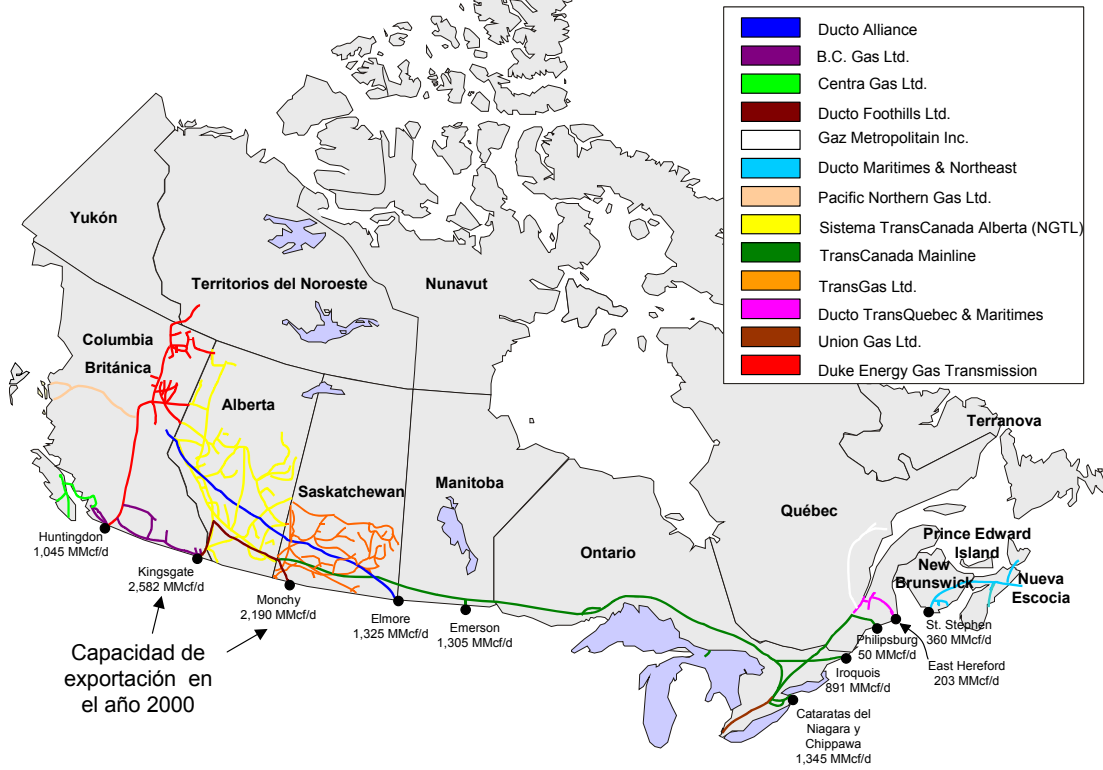 Ducto Alliance
B.C. Gas Ltd.
Centra Gas Ltd.
Ducto Foothills Ltd.
Gaz Metropolitain Inc.
Ducto Maritimes & Northeast
Pacific Northern Gas Ltd.
Sistema TransCanada Alberta (NGTL)
TransCanada Mainline
TransGas Ltd.
Ducto TransQuebec & Maritimes
Union Gas Ltd.
Duke Energy Gas Transmission
Yukón
Territorios del Noroeste
Nunavut
Columbia
Británica
Alberta
Saskatchewan
Manitoba
Ontario
Québec
Terranova
Prince Edward
Island
New
Brunswick
Nueva
Escocia
Huntingdon
1,045 MMcf/d
Kingsgate
2,582 MMcf/d
Monchy
2,190 MMcf/d
Elmore
1,325 MMcf/d
Emerson
1,305 MMcf/d
Cataratas del
Niagara y
Chippawa
1,345 MMcf/d
Iroquois
891 MMcf/d
Philipsburg
50 MMcf/d
East Hereford
203 MMcf/d
St. Stephen
360 MMcf/d
Capacidad de
exportación en
el año 2000